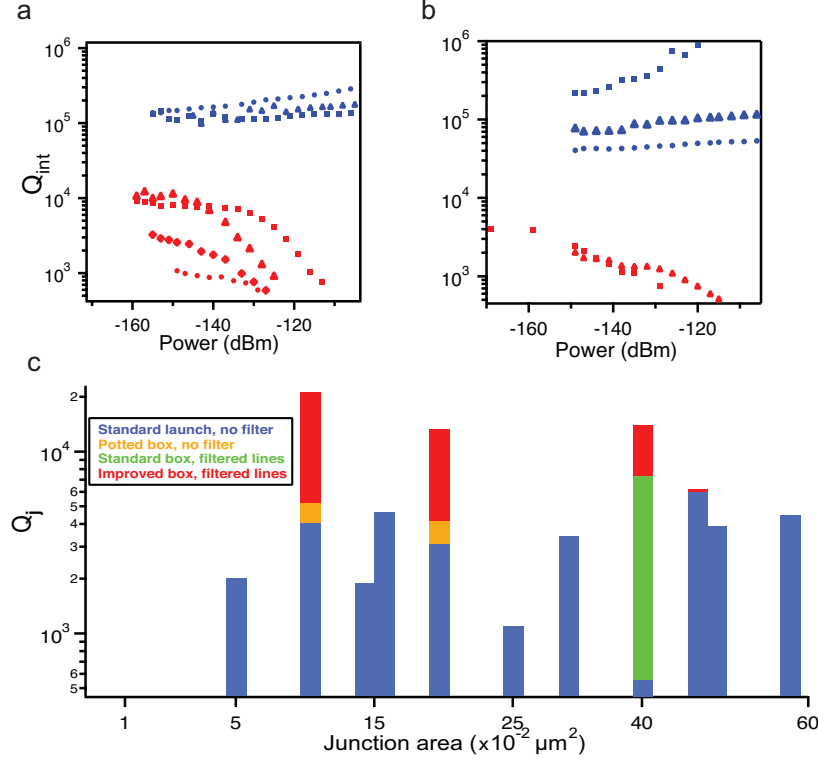 a
b
10^6
10^5
10^4
10^3
Q_int
-160
-140
-120
Power (dBm)
10^6
10^5
10^4
10^3
-160
-140
-120
Power (dBm)
c
2
10^4
6
4
2
10^3
6
5
Q_j
Standard launch, no filter
Potted box, no filter
Standard box, filtered lines
Improved box, filtered lines
1
5
15
25
40
60
Junction area (×10^-2 µm^2)